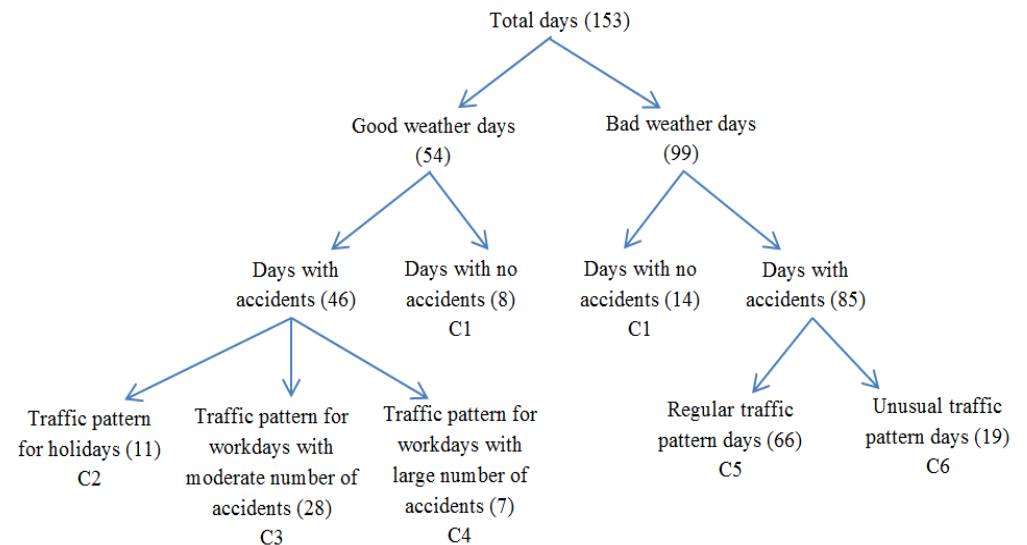 Total days (153)
Good weather days
(54)
Bad weather days
(99)
Days with
accidents (46)
Days with no
accidents (8)
C1
Days with no
accidents (14)
C1
Days with
accidents (85)
Traffic pattern
for holidays (11)
C2
Traffic pattern for
workdays with
moderate number of
accidents (28)
C3
Traffic pattern for
workdays with
large number of
accidents (7)
C4
Regular traffic
pattern days (66)
C5
Unusual traffic
pattern days (19)
C6